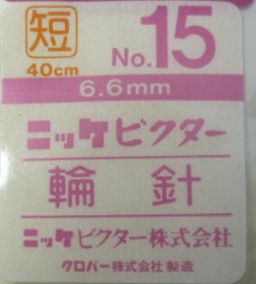 短 No.15
40cm
6.6mm
ニッケビクター
輪針
ニッケビクター株式会社
クロバー株式会社 製造